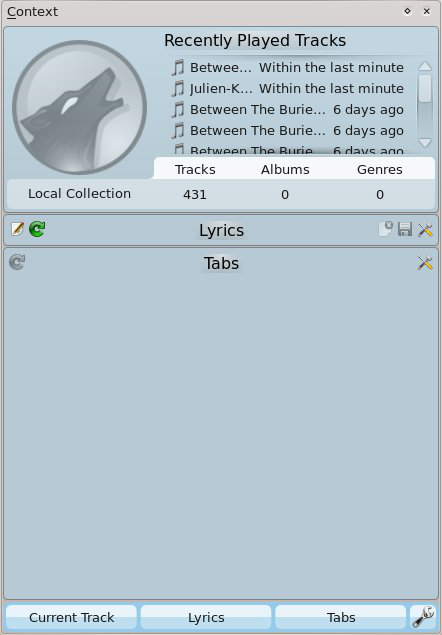 Context
Recently Played Tracks
Betwee... Within the last minute
Julien-K... Within the last minute
Between The Burie... 6 days ago
Between The Burie... 6 days ago
Between The Burie... 6 days ago
Tracks Albums Genres
Local Collection 431 0 0
Lyrics
Tabs
Current Track Lyrics Tabs